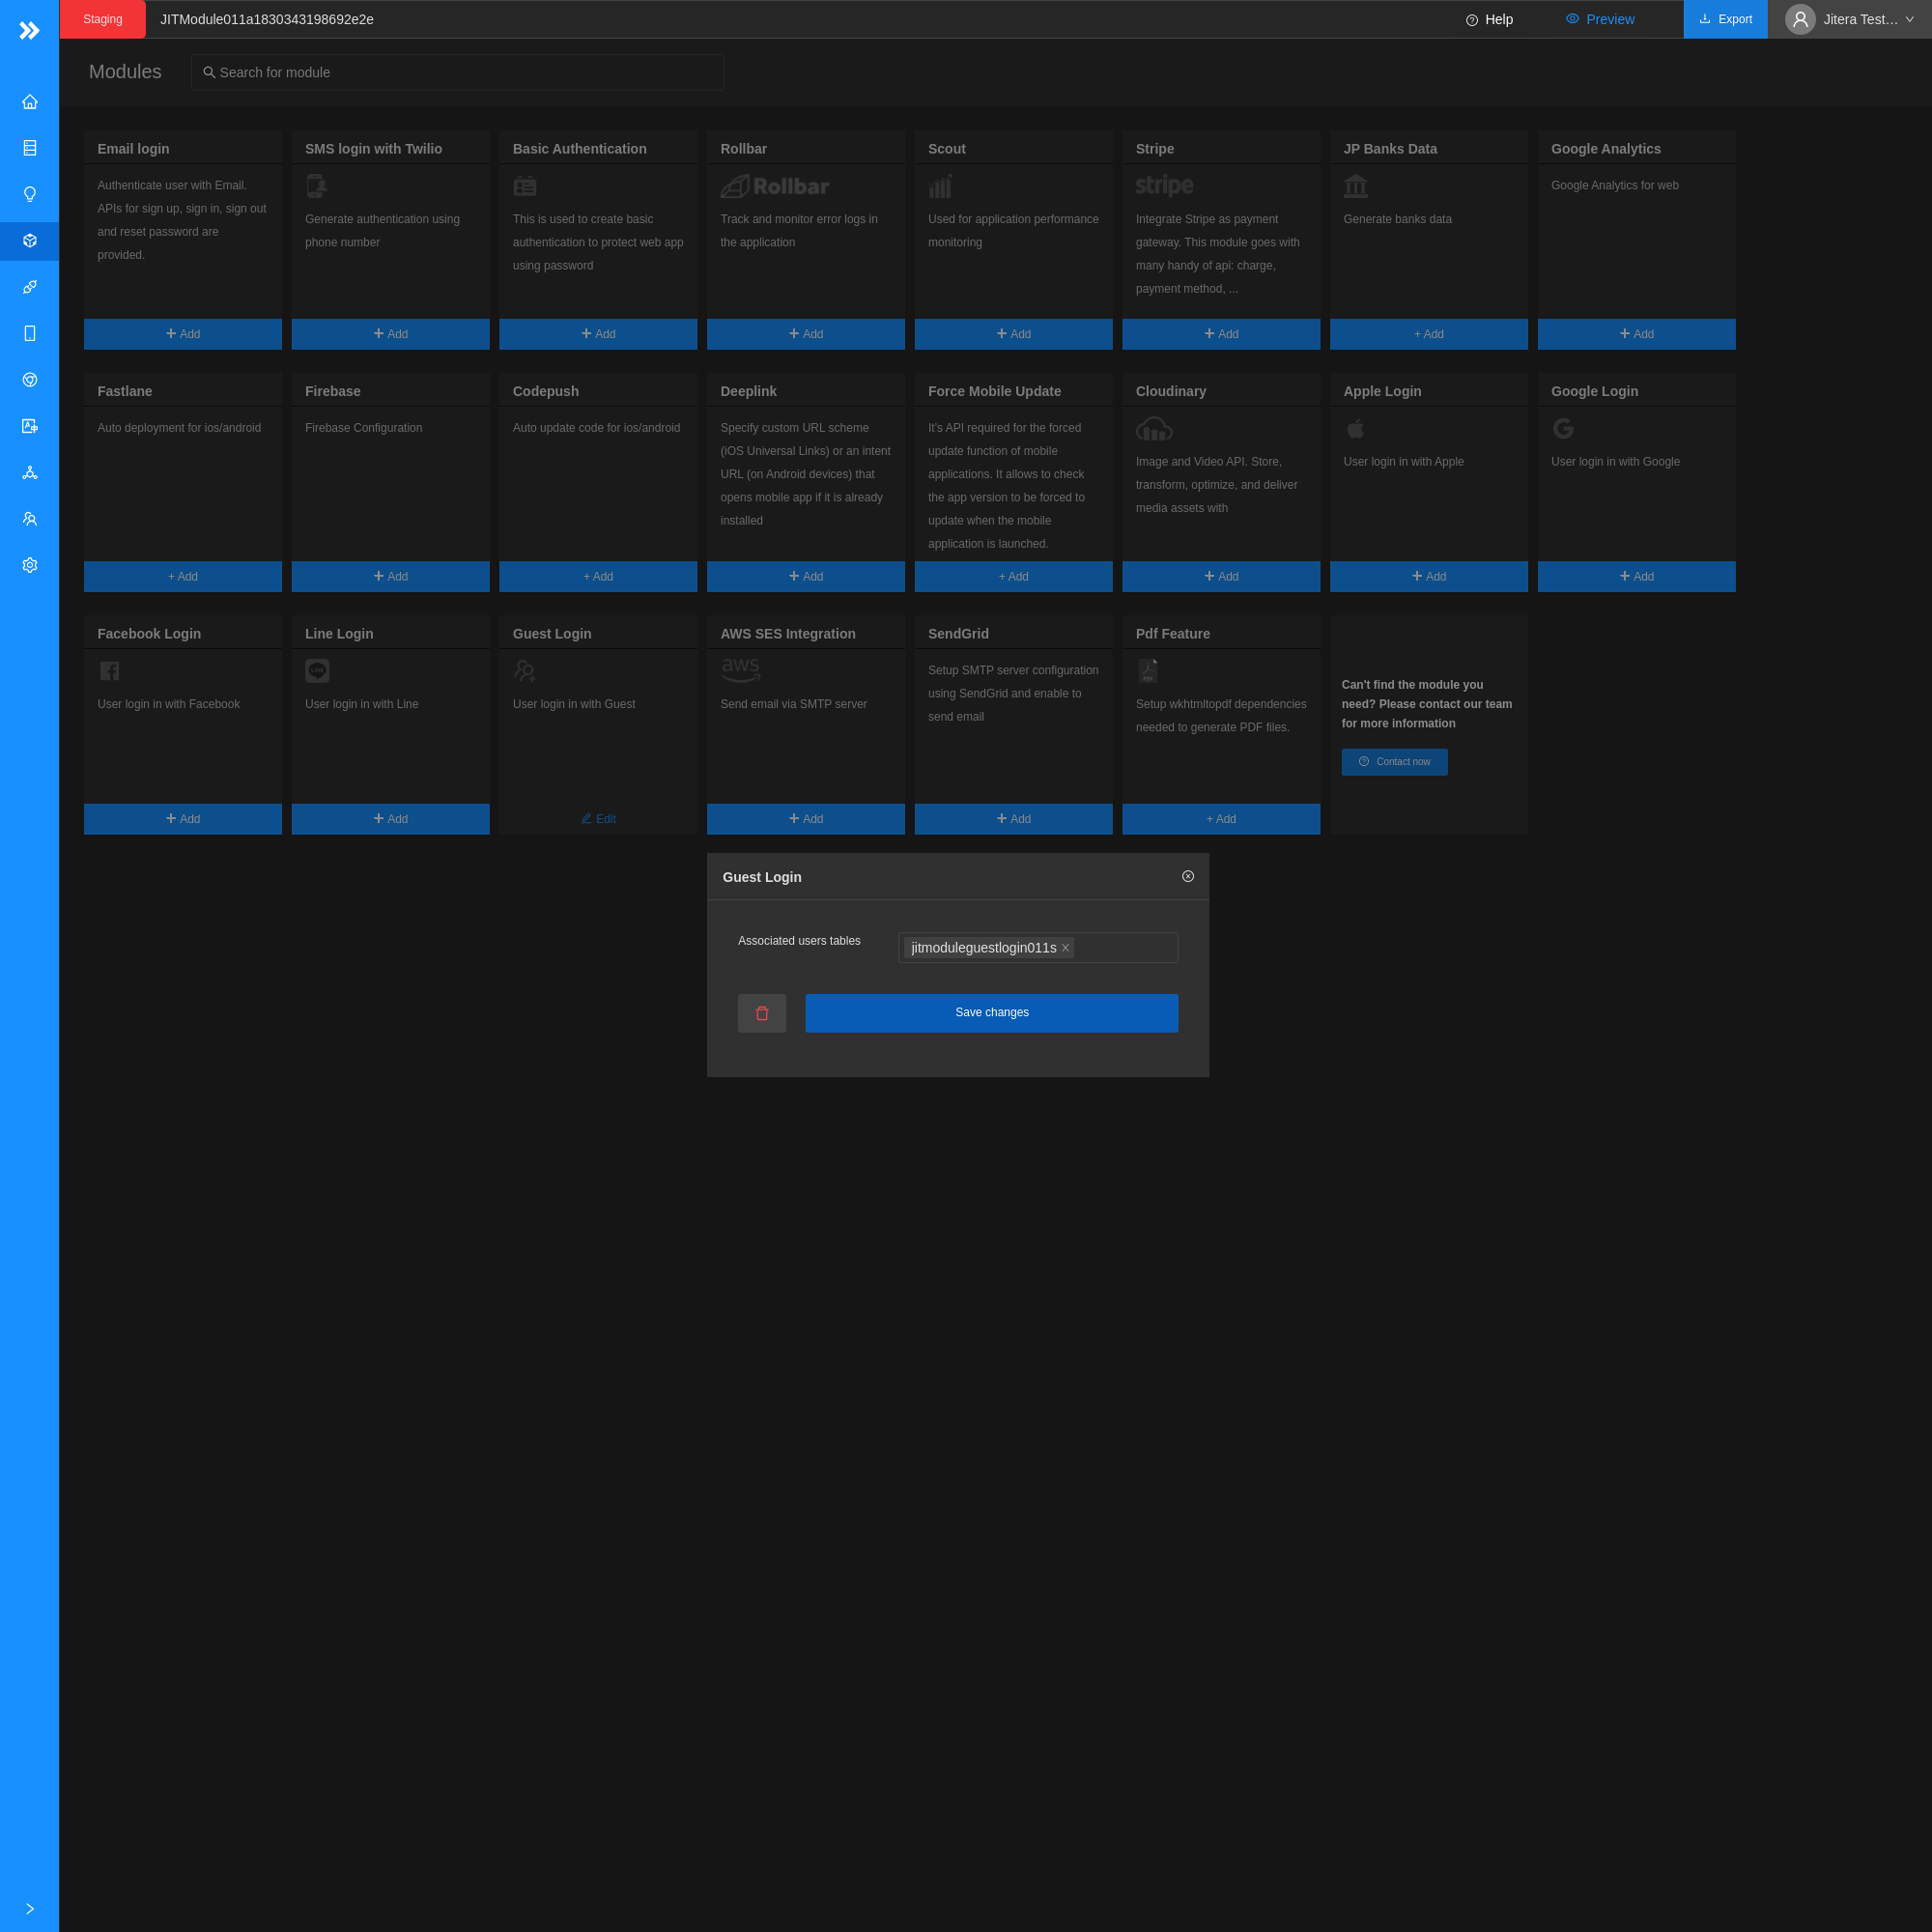 Staging
JITModule011a1830343198692e2e
Help
Preview
Export
Jitera Test…
Modules
Search for module
Email login
Authenticate user with Email.
APIs for sign up, sign in, sign out
and reset password are
provided.
Add
SMS login with Twilio
Generate authentication using
phone number
Add
Basic Authentication
This is used to create basic
authentication to protect web app
using password
Add
Rollbar
Rollbar
Track and monitor error logs in
the application
Add
Scout
Used for application performance
monitoring
Add
Stripe
stripe
Integrate Stripe as payment
gateway. This module goes with
many handy of api: charge,
payment method, ...
Add
JP Banks Data
Generate banks data
+ Add
Google Analytics
Google Analytics for web
Add
Fastlane
Auto deployment for ios/android
+ Add
Firebase
Firebase Configuration
Add
Codepush
Auto update code for ios/android
+ Add
Deeplink
Specify custom URL scheme
(iOS Universal Links) or an intent
URL (on Android devices) that
opens mobile app if it is already
installed
Add
Force Mobile Update
It's API required for the forced
update function of mobile
applications. It allows to check
the app version to be forced to
update when the mobile
application is launched.
+ Add
Cloudinary
Image and Video API. Store,
transform, optimize, and deliver
media assets with
Add
Apple Login
User login in with Apple
Add
Google Login
User login in with Google
Add
Facebook Login
User login in with Facebook
Add
Line Login
LINE
User login in with Line
Add
Guest Login
User login in with Guest
Edit
AWS SES Integration
aws
Send email via SMTP server
Add
SendGrid
Setup SMTP server configuration
using SendGrid and enable to
send email
Add
Pdf Feature
PDF
Setup wkhtmltopdf dependencies
needed to generate PDF files.
+ Add
Can't find the module you
need? Please contact our team
for more information
Contact now
Guest Login
Associated users tables
jitmoduleguestlogin011s
Save changes